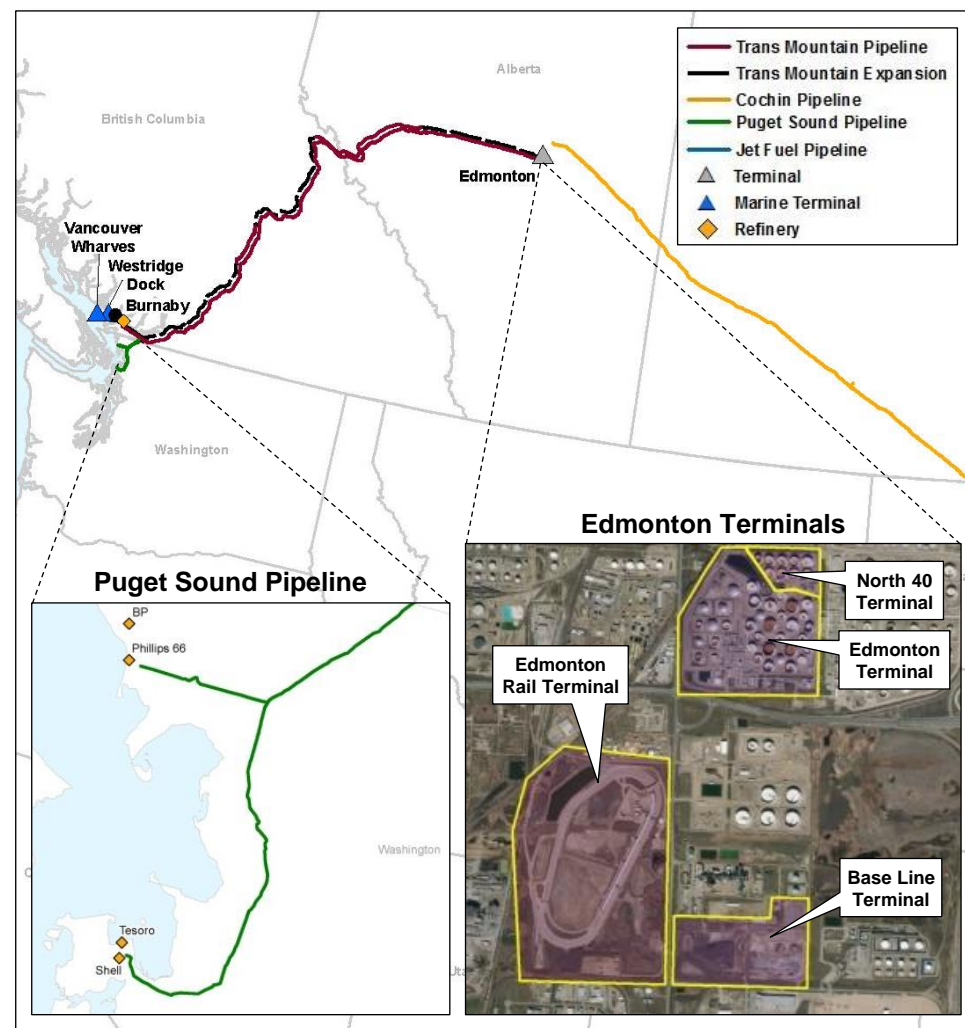 Trans Mountain Pipeline
Trans Mountain Expansion
Cochin Pipeline
Puget Sound Pipeline
Jet Fuel Pipeline
Terminal
Marine Terminal
Refinery
Alberta
British Columbia
Edmonton
Vancouver
Wharves
Westridge
Dock
Burnaby
Washington
Puget Sound Pipeline
BP
Phillips 66
Washington
Tesoro
Shell
Edmonton Terminals
North 40
Terminal
Edmonton
Terminal
Edmonton
Rail Terminal
Base Line
Terminal